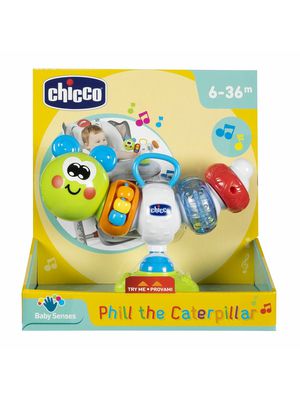 chicco
6-36m
chicco
TRY ME • PROVAMI
Baby Senses
Phill the Caterpillar